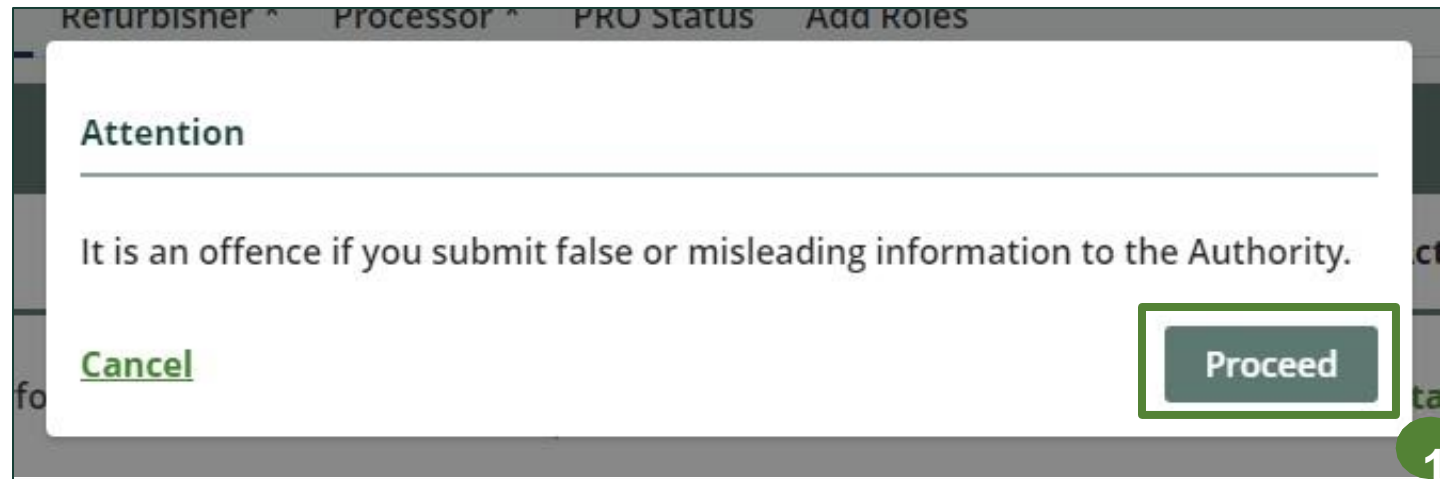 Refurbisher ^ Processor ^ PRO Status Add Roles
Attention
It is an offence if you submit false or misleading information to the Authority.
Cancel
Proceed
1